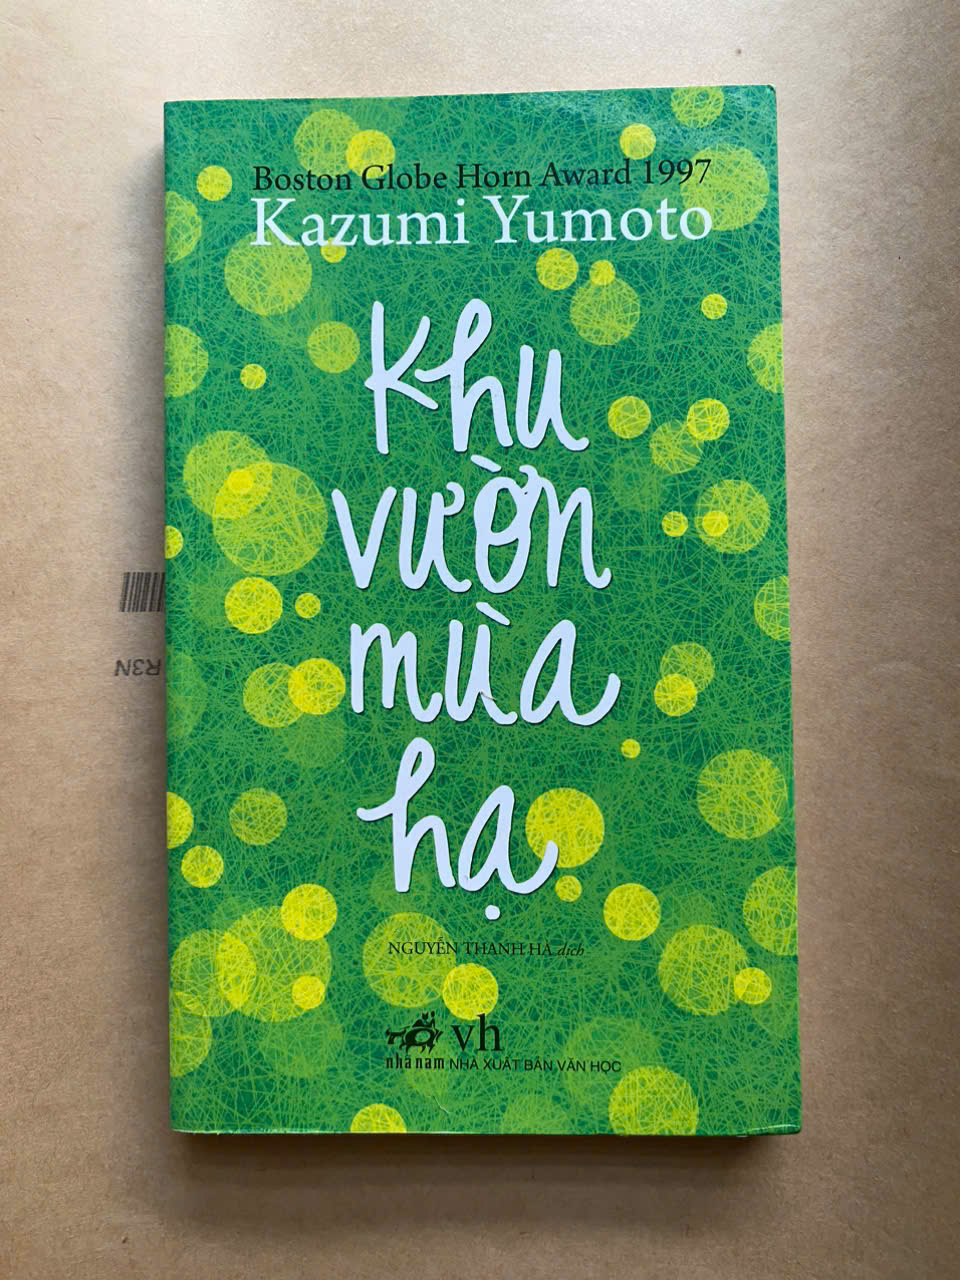 Boston Globe Horn Award 1997
Kazumi Yumoto
Khu
vườn
mùa
hạ
NGUYỄN THANH HÀ dịch
vh
nhã nam NHÀ XUẤT BẢN VĂN HỌC
R3N